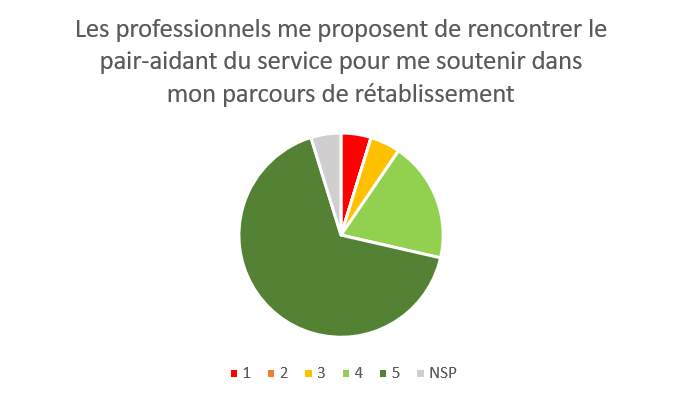 Les professionnels me proposent de rencontrer le
pair-aidant du service pour me soutenir dans
mon parcours de rétablissement
1 2 3 4 5 NSP